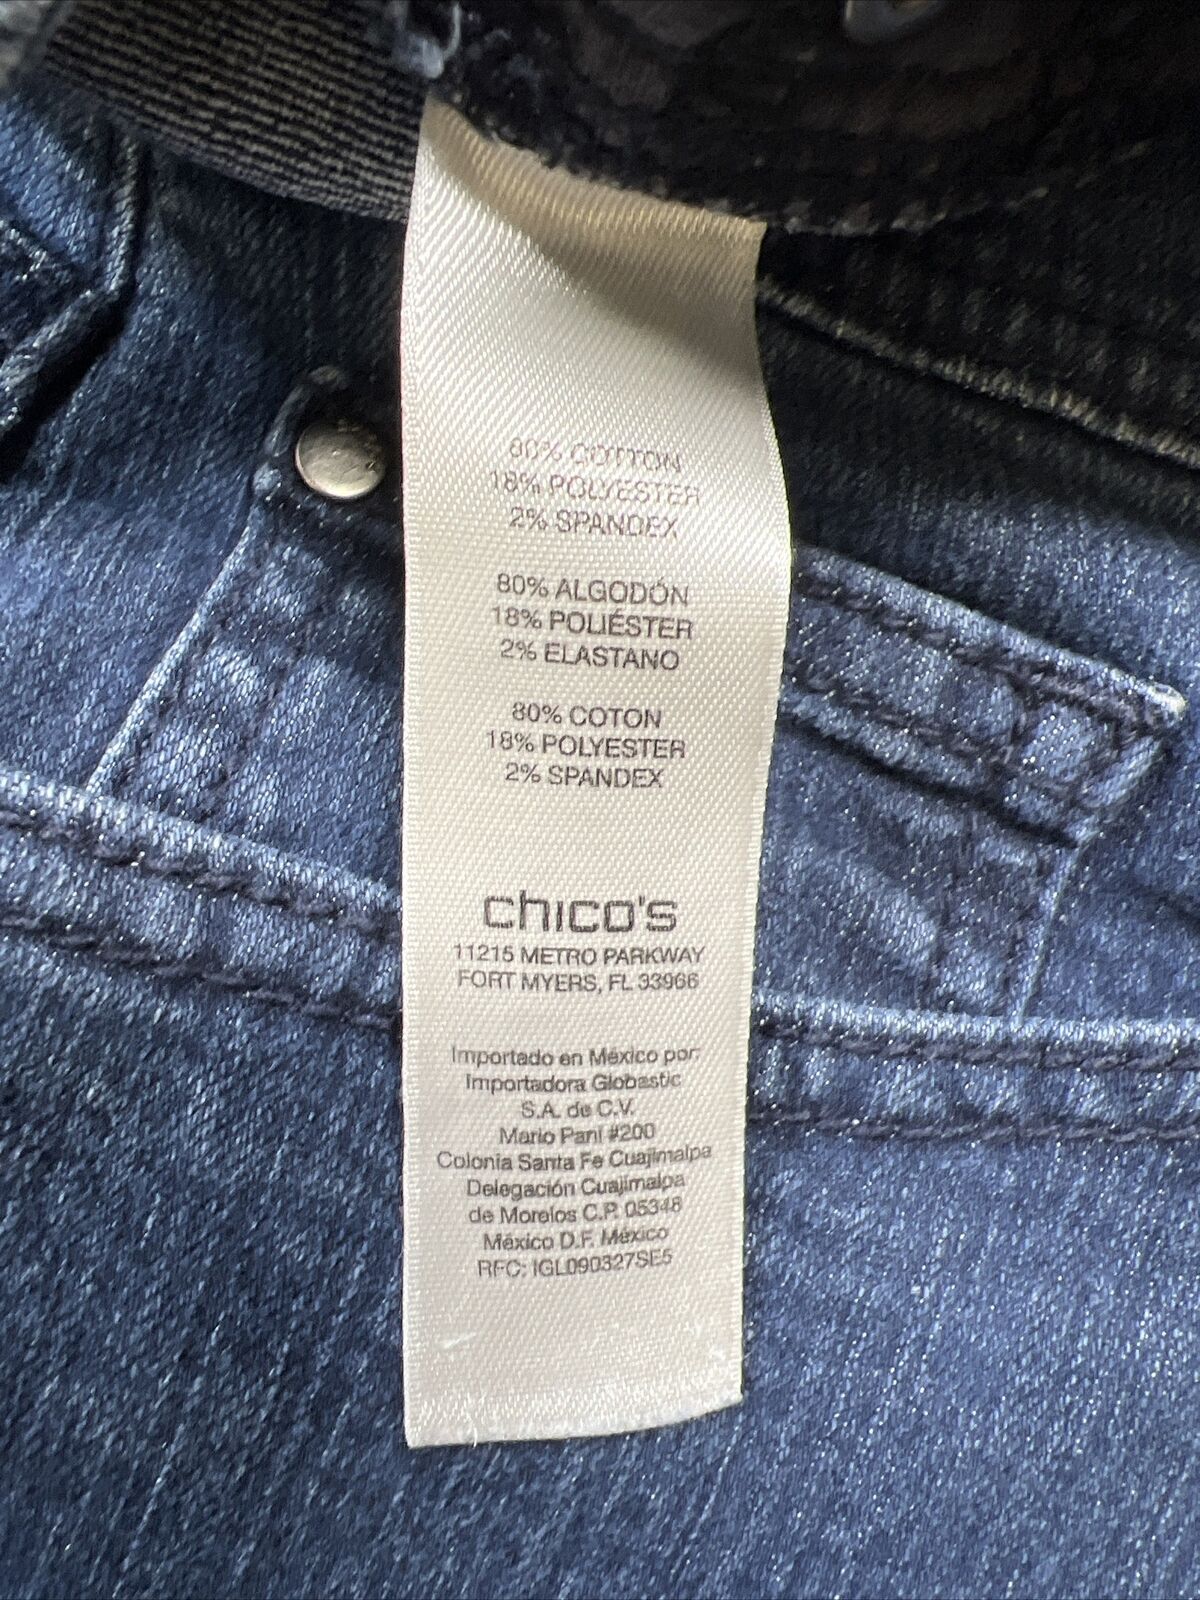 80% COTTON
18% POLYESTER
2% SPANDEX
80% ALGODÓN
18% POLIÉSTER
2% ELASTANO
80% COTON
18% POLYESTER
2% SPANDEX
chico's
11215 METRO PARKWAY
FORT MYERS, FL 33966
Importado en México por:
Importadora Globastic
S.A. de C.V.
Mario Pani #200
Colonia Santa Fe Cuajimalpa
Delegación Cuajimalpa
de Morelos C.P. 05348
México D.F. México
RFC: IGL090327SE5